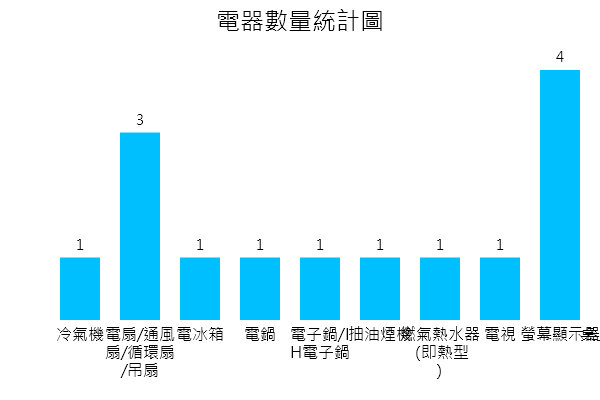 電器數量統計圖
4
3
1
1
1
1
1
1
1
冷氣機
電扇/通風
扇/循環扇
/吊扇
電冰箱
電鍋
電子鍋/I
H電子鍋
抽油煙機
燃氣熱水器
(即熱型
)
電視
螢幕顯示器